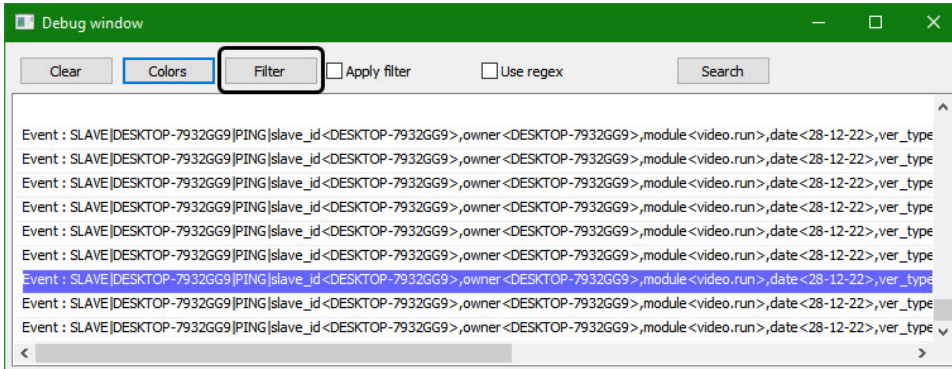 Debug window
Clear Colors Filter Apply filter Use regex Search
Event : SLAVE|DESKTOP-7932GG9|PING|slave_id<DESKTOP-7932GG9>,owner<DESKTOP-7932GG9>,module<video.run>,date<28-12-22>,ver_type
Event : SLAVE|DESKTOP-7932GG9|PING|slave_id<DESKTOP-7932GG9>,owner<DESKTOP-7932GG9>,module<video.run>,date<28-12-22>,ver_type
Event : SLAVE|DESKTOP-7932GG9|PING|slave_id<DESKTOP-7932GG9>,owner<DESKTOP-7932GG9>,module<video.run>,date<28-12-22>,ver_type
Event : SLAVE|DESKTOP-7932GG9|PING|slave_id<DESKTOP-7932GG9>,owner<DESKTOP-7932GG9>,module<video.run>,date<28-12-22>,ver_type
Event : SLAVE|DESKTOP-7932GG9|PING|slave_id<DESKTOP-7932GG9>,owner<DESKTOP-7932GG9>,module<video.run>,date<28-12-22>,ver_type
Event : SLAVE|DESKTOP-7932GG9|PING|slave_id<DESKTOP-7932GG9>,owner<DESKTOP-7932GG9>,module<video.run>,date<28-12-22>,ver_type
Event : SLAVE|DESKTOP-7932GG9|PING|slave_id<DESKTOP-7932GG9>,owner<DESKTOP-7932GG9>,module<video.run>,date<28-12-22>,ver_type
Event : SLAVE|DESKTOP-7932GG9|PING|slave_id<DESKTOP-7932GG9>,owner<DESKTOP-7932GG9>,module<video.run>,date<28-12-22>,ver_type
Event : SLAVE|DESKTOP-7932GG9|PING|slave_id<DESKTOP-7932GG9>,owner<DESKTOP-7932GG9>,module<video.run>,date<28-12-22>,ver_type